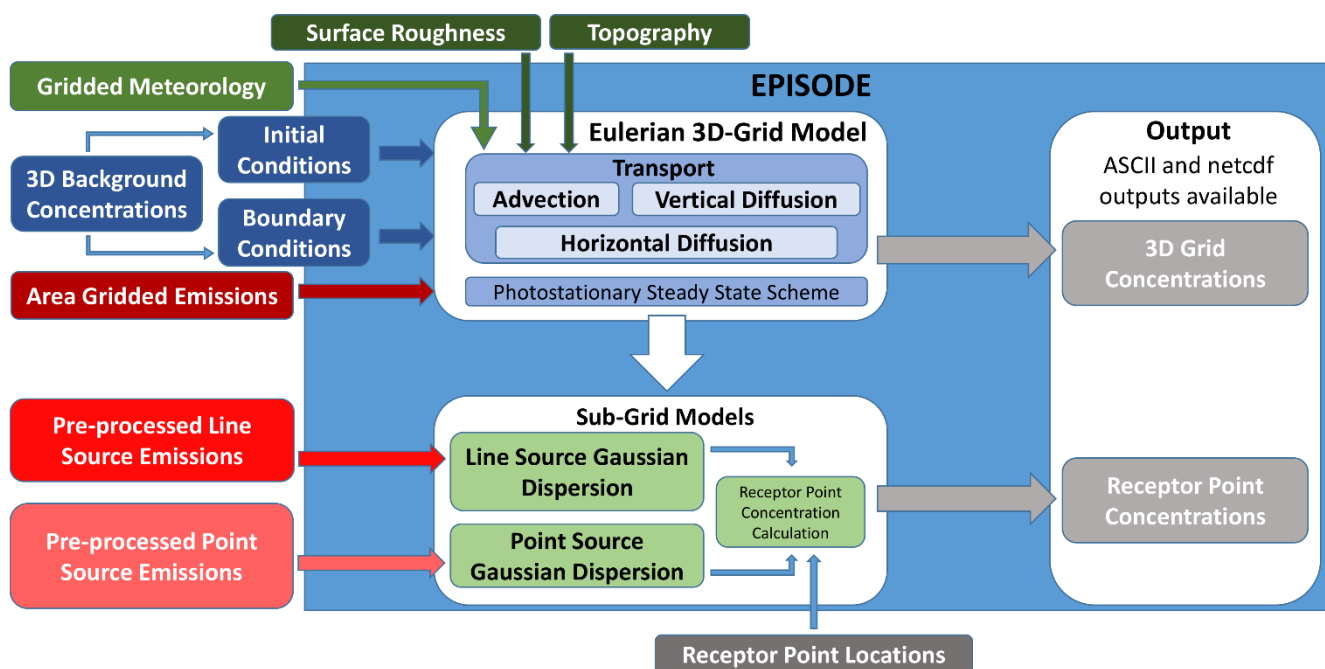 Surface Roughness
Topography
Gridded Meteorology
EPISODE
Initial
Conditions
3D Background
Concentrations
Boundary
Conditions
Area Gridded Emissions
Eulerian 3D-Grid Model
Transport
Advection
Vertical Diffusion
Horizontal Diffusion
Photostationary Steady State Scheme
Output
ASCII and netcdf
outputs available
3D Grid
Concentrations
Pre-processed Line
Source Emissions
Pre-processed Point
Source Emissions
Sub-Grid Models
Line Source Gaussian
Dispersion
Point Source
Gaussian Dispersion
Receptor Point
Concentration
Calculation
Receptor Point
Concentrations
Receptor Point Locations